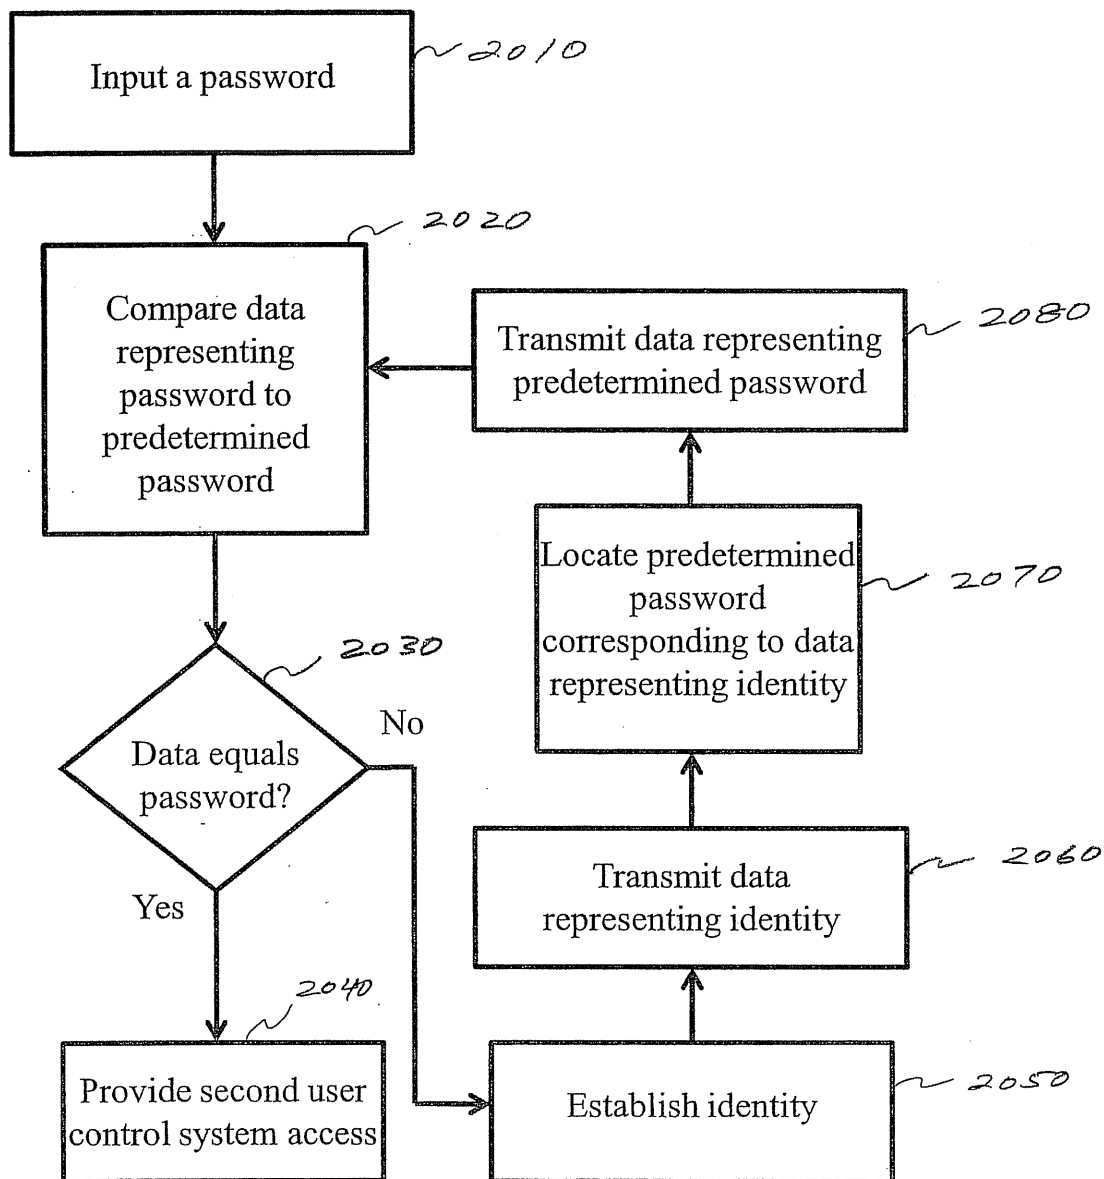 Input a password
2010
2020
Compare data
representing
password to
predetermined
password
Transmit data representing
predetermined password
2080
Locate predetermined
password
corresponding to data
representing identity
2070
2030
No
Data equals
password?
Yes
Transmit data
representing identity
2060
2040
Provide second user
control system access
Establish identity
2050